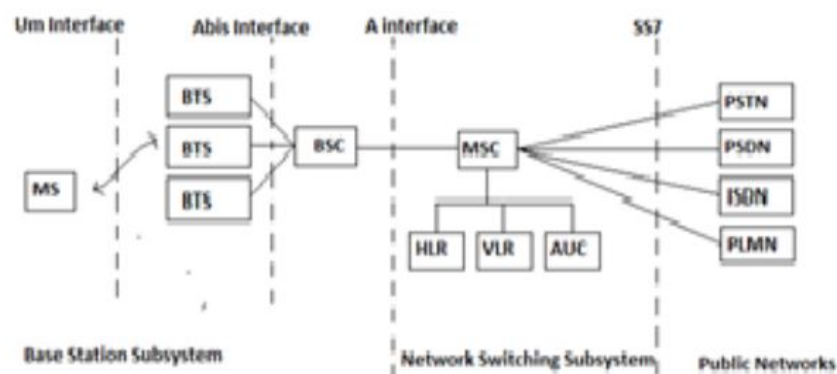 Um Interface
Abis Interface
A interface
SS7
BTS
BTS
BTS
MS
BSC
MSC
PSTN
PSDN
ISDN
PLMN
HLR
VLR
AUC
Base Station Subsystem
Network Switching Subsystem
Public Networks